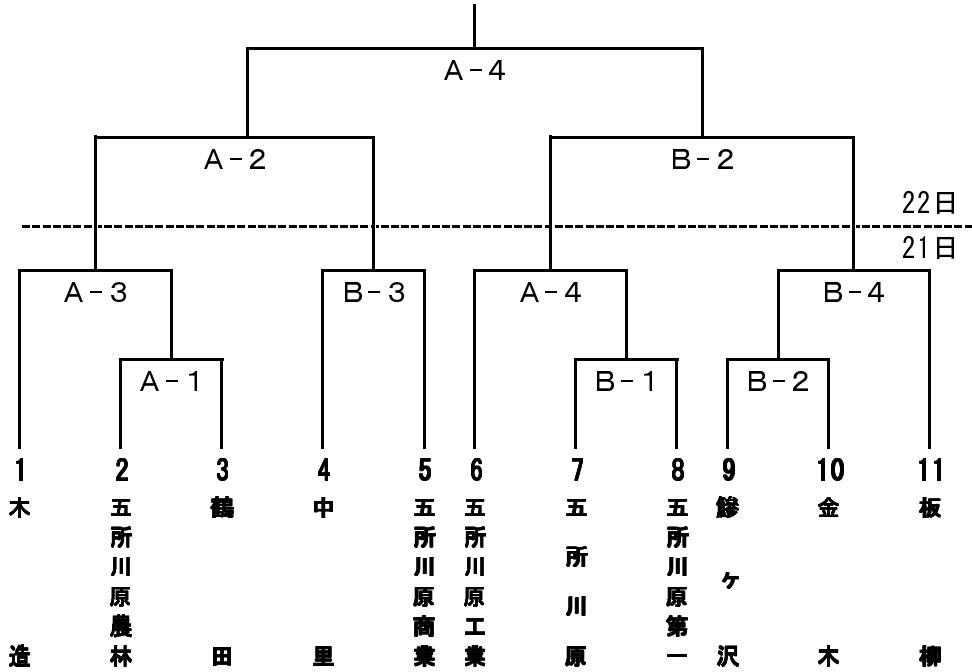 A-4
A-2
B-2
22日
21日
A-3
B-3
A-4
B-4
A-1
B-1
B-2
1
2
3
4
5
6
7
8
9
10
11
木造
五所川原農林
鶴田
中里
五所川原商業
五所川原工業
五所川原
五所川原第一
鰺ヶ沢
金木
板柳